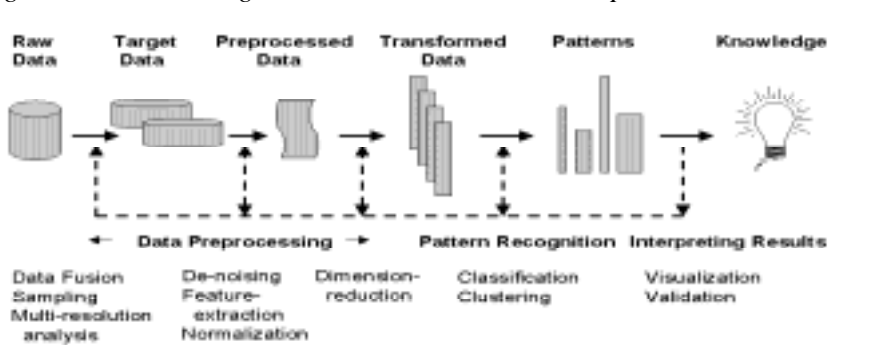 Raw Data
Target Data
Preprocessed Data
Transformed Data
Patterns
Knowledge
Data Preprocessing
Pattern Recognition
Interpreting Results
Data Fusion
Sampling
Multi-resolution
analysis
De-noising
Feature-
extraction
Normalization
Dimension-
reduction
Classification
Clustering
Visualization
Validation